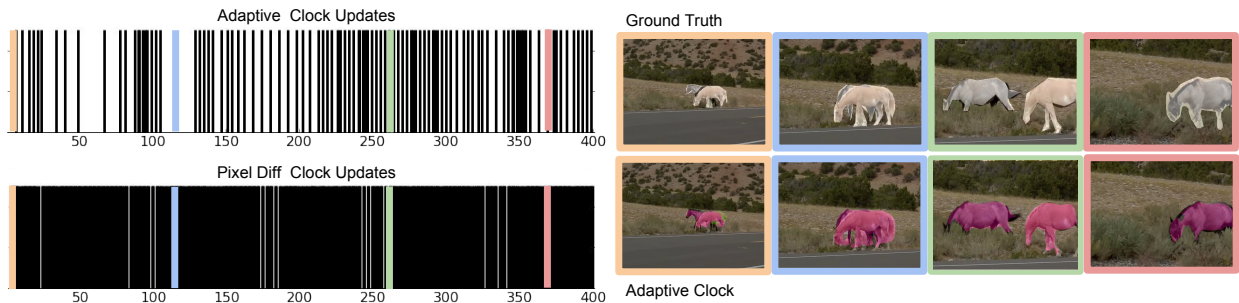 Adaptive Clock Updates
50 100 150 200 250 300 350 400
Pixel Diff Clock Updates
50 100 150 200 250 300 350 400
Ground Truth
Adaptive Clock